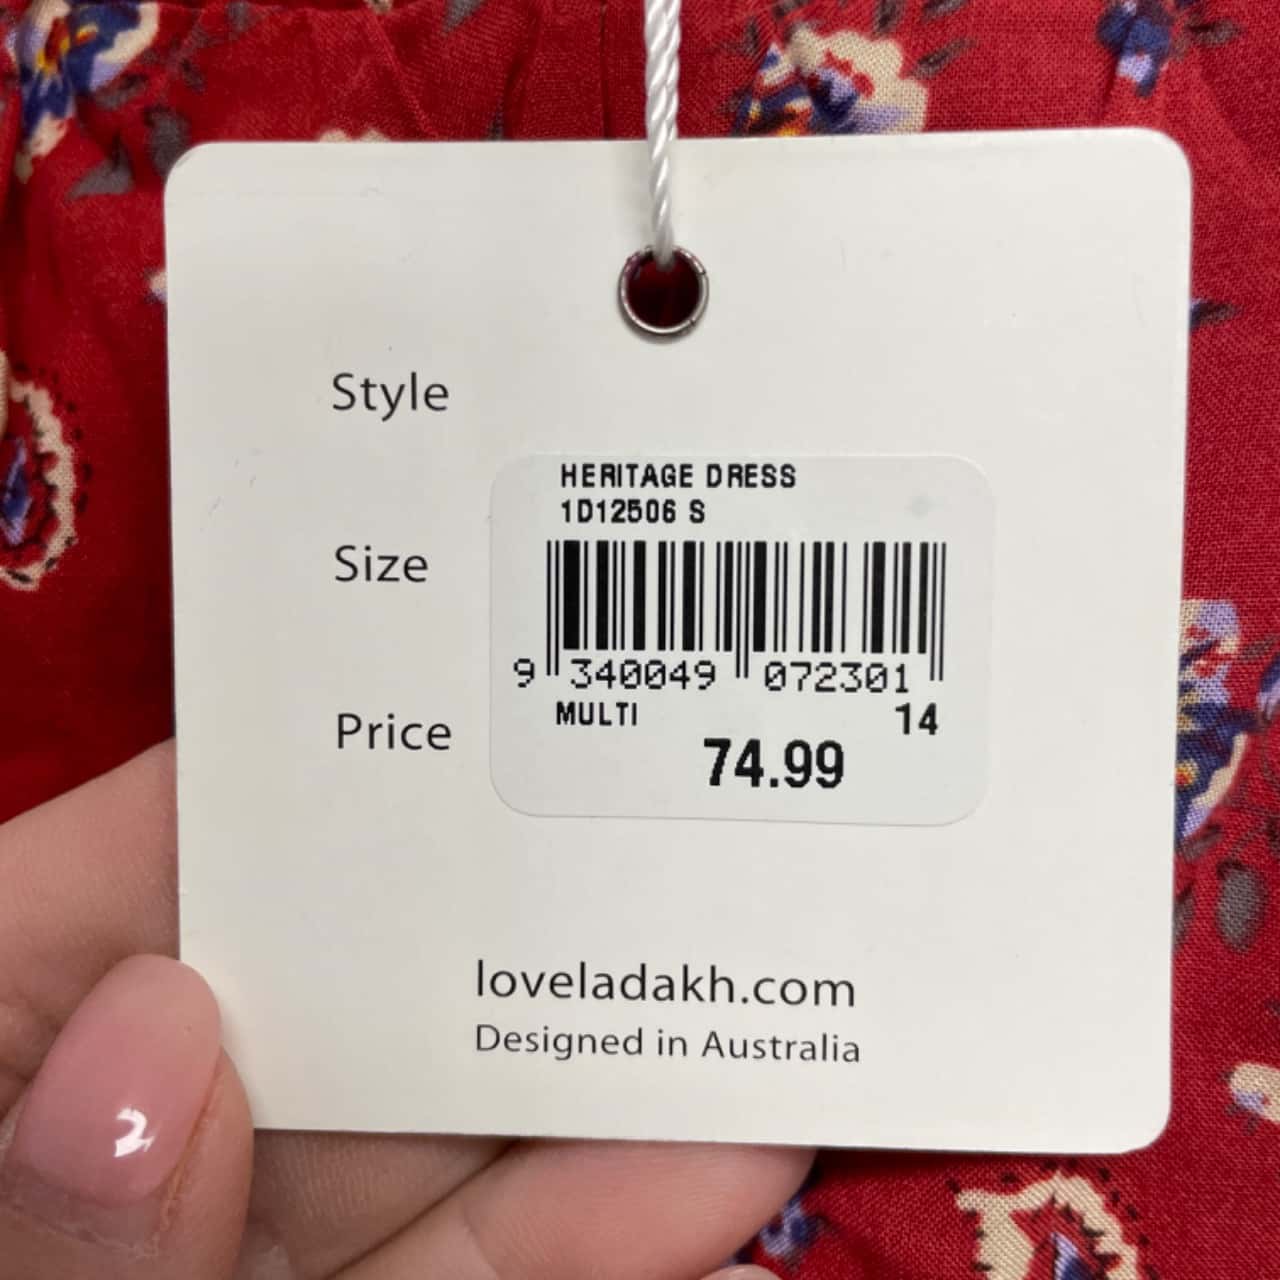 Style
HERITAGE DRESS
1D12506 S
Size
9 340049 072301
MULTI 14
Price
74.99
loveladakh.com
Designed in Australia